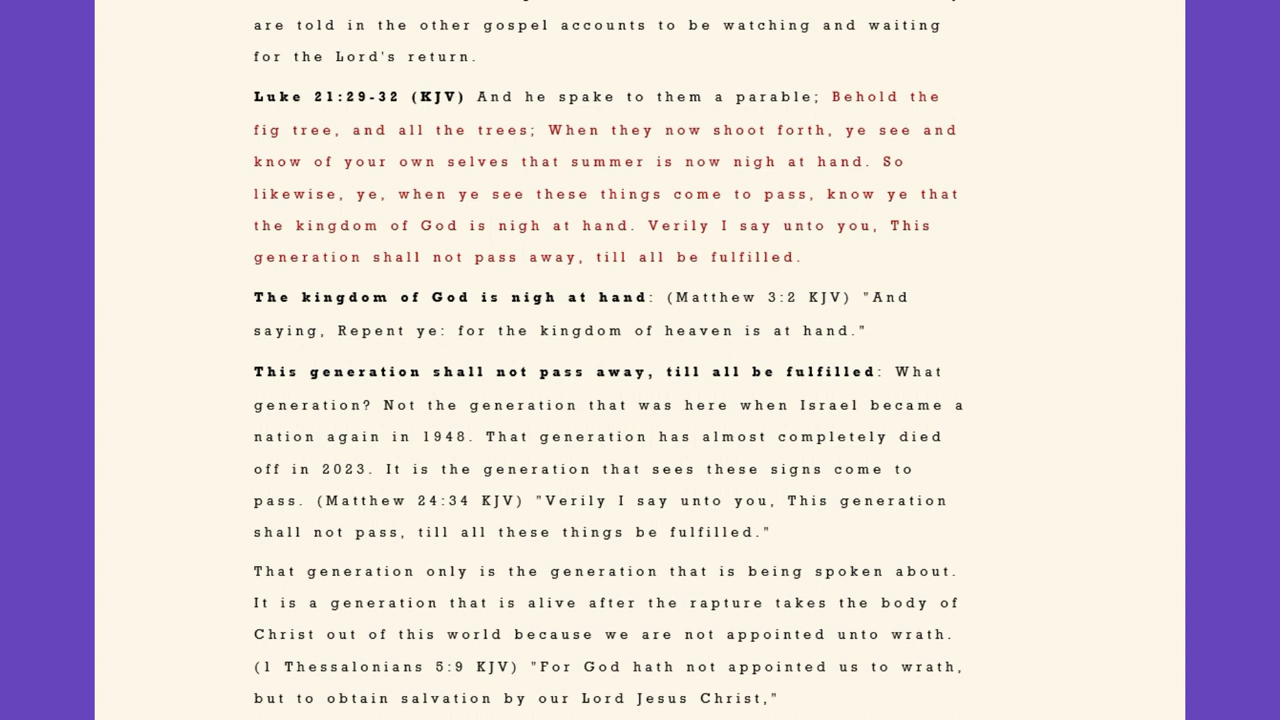 are told in the other gospel accounts to be watching and waiting
for the Lord's return.
Luke 21:29-32 (KJV) And he spake to them a parable; Behold the
fig tree, and all the trees; When they now shoot forth, ye see and
know of your own selves that summer is now nigh at hand. So
likewise, ye, when ye see these things come to pass, know ye that
the kingdom of God is nigh at hand. Verily I say unto you, This
generation shall not pass away, till all be fulfilled.
The kingdom of God is nigh at hand: (Matthew 3:2 KJV) "And
saying, Repent ye: for the kingdom of heaven is at hand."
This generation shall not pass away, till all be fulfilled: What
generation? Not the generation that was here when Israel became a
nation again in 1948. That generation has almost completely died
off in 2023. It is the generation that sees these signs come to
pass. (Matthew 24:34 KJV) "Verily I say unto you, This generation
shall not pass, till all these things be fulfilled."
That generation only is the generation that is being spoken about.
It is a generation that is alive after the rapture takes the body of
Christ out of this world because we are not appointed unto wrath.
(1 Thessalonians 5:9 KJV) "For God hath not appointed us to wrath,
but to obtain salvation by our Lord Jesus Christ,"